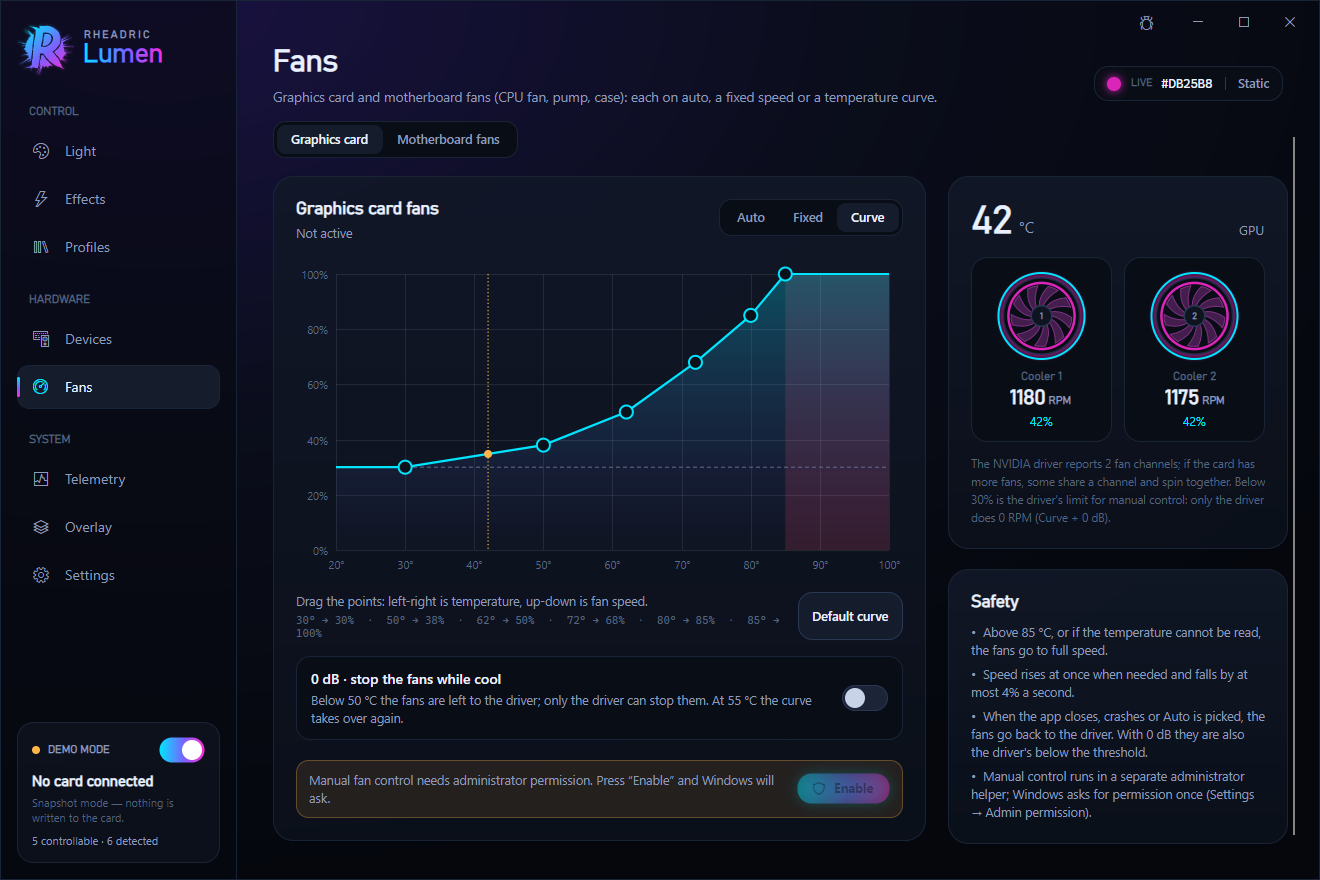 RHEADRIC
Lumen
CONTROL
Light
Effects
Profiles
HARDWARE
Devices
Fans
SYSTEM
Telemetry
Overlay
Settings
DEMO MODE
No card connected
Snapshot mode — nothing is
written to the card.
5 controllable · 6 detected
Fans
Graphics card and motherboard fans (CPU fan, pump, case): each on auto, a fixed speed or a temperature curve.
LIVE #DB25B8 Static
Graphics card Motherboard fans
Graphics card fans
Not active
Auto Fixed Curve
100%
80%
60%
40%
20%
0%
20° 30° 40° 50° 60° 70° 80° 90° 100°
Drag the points: left-right is temperature, up-down is fan speed.
30° → 30% · 50° → 38% · 62° → 50% · 72° → 68% · 80° → 85% · 85° →
100%
Default curve
0 dB · stop the fans while cool
Below 50 °C the fans are left to the driver; only the driver can stop them. At 55 °C the curve
takes over again.
Manual fan control needs administrator permission. Press “Enable” and Windows will
ask.
Enable
42 °C
GPU
1
Cooler 1
1180 RPM
42%
2
Cooler 2
1175 RPM
42%
The NVIDIA driver reports 2 fan channels; if the card has
more fans, some share a channel and spin together. Below
30% is the driver's limit for manual control: only the driver
does 0 RPM (Curve + 0 dB).
Safety
• Above 85 °C, or if the temperature cannot be read,
the fans go to full speed.
• Speed rises at once when needed and falls by at
most 4% a second.
• When the app closes, crashes or Auto is picked, the
fans go back to the driver. With 0 dB they are also
the driver's below the threshold.
• Manual control runs in a separate administrator
helper; Windows asks for permission once (Settings
→ Admin permission).